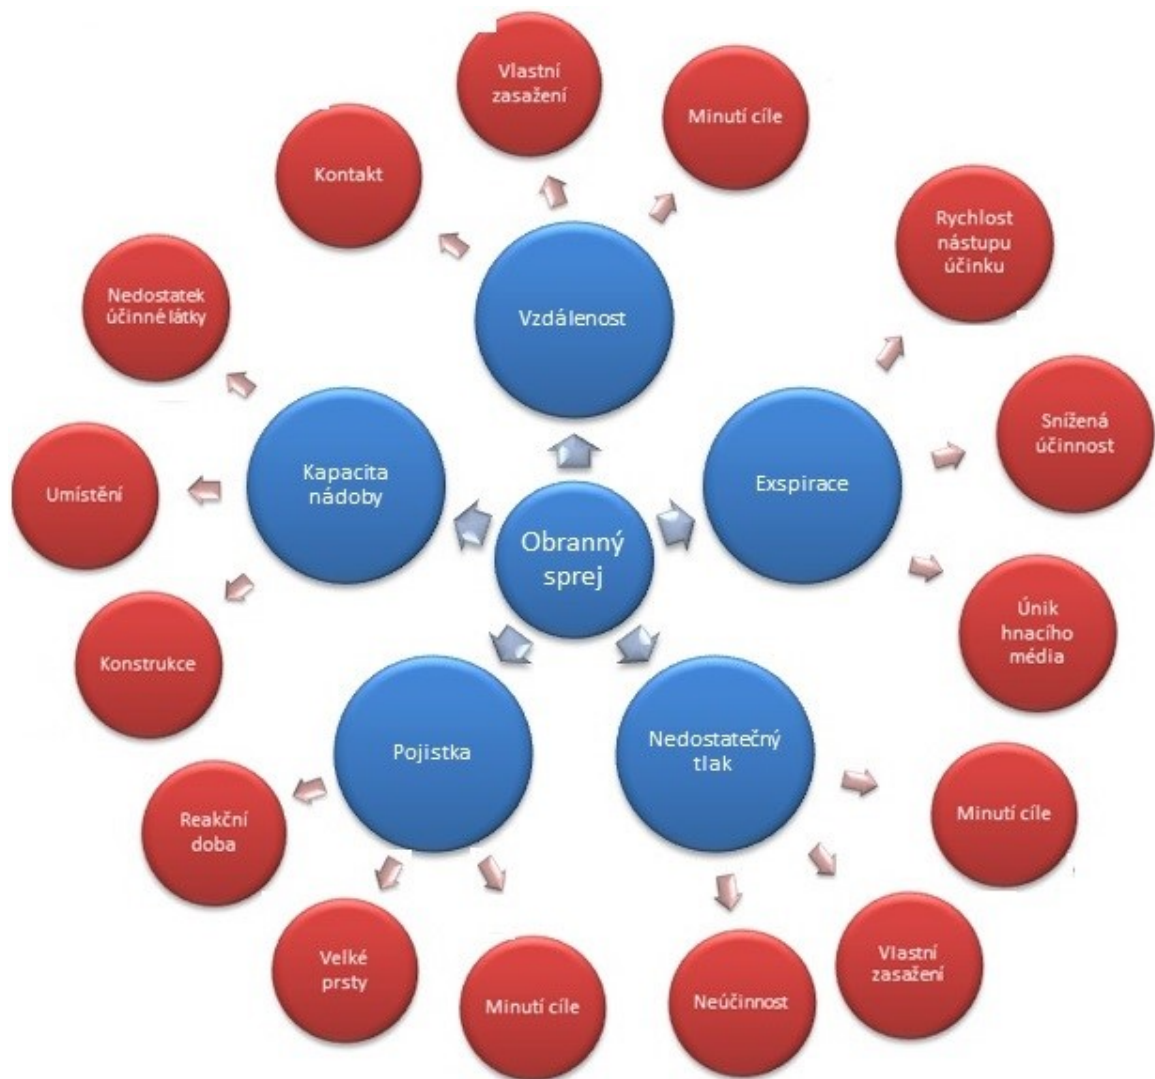 Vlastní
zasažení
Minutí cíle
Kontakt
Rychlost
nástupu
účinku
Nedostatek
účinné látky
Vzdálenost
Snížená
účinnost
Kapacita
nádoby
Exspirace
Umístění
Obranný
sprej
Únik
hnacího
média
Konstrukce
Pojistka
Nedostatečný
tlak
Reakční
doba
Minutí cíle
Velké
prsty
Minutí cíle
Neúčinnost
Vlastní
zasažení